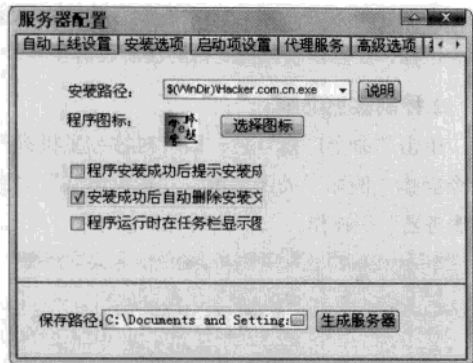 服务器配置
自动上线设置 安装选项 启动项设置 代理服务 高级选项
安装路径: $(WinDir)\Hacker.com.cn.exe 说明
程序图标: 选择图标
程序安装成功后提示安装成
安装成功后自动删除安装文
程序运行时在任务栏显示图
保存路径: C:\Documents and Setting: 生成服务器